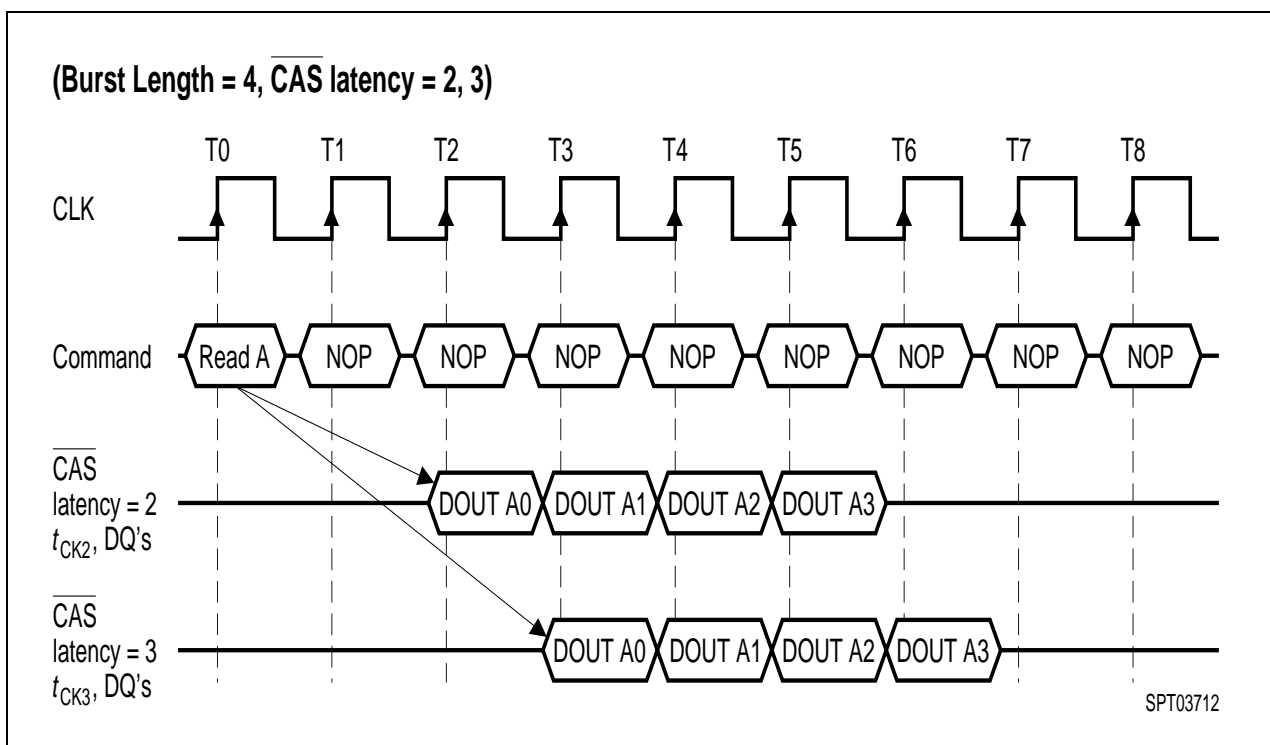 (Burst Length = 4, CAS latency = 2, 3)
T0 T1 T2 T3 T4 T5 T6 T7 T8
CLK
Command Read A NOP NOP NOP NOP NOP NOP NOP NOP
CAS
latency = 2
tCK2, DQ's
DOUT A0 DOUT A1 DOUT A2 DOUT A3
CAS
latency = 3
tCK3, DQ's
DOUT A0 DOUT A1 DOUT A2 DOUT A3
SPT03712